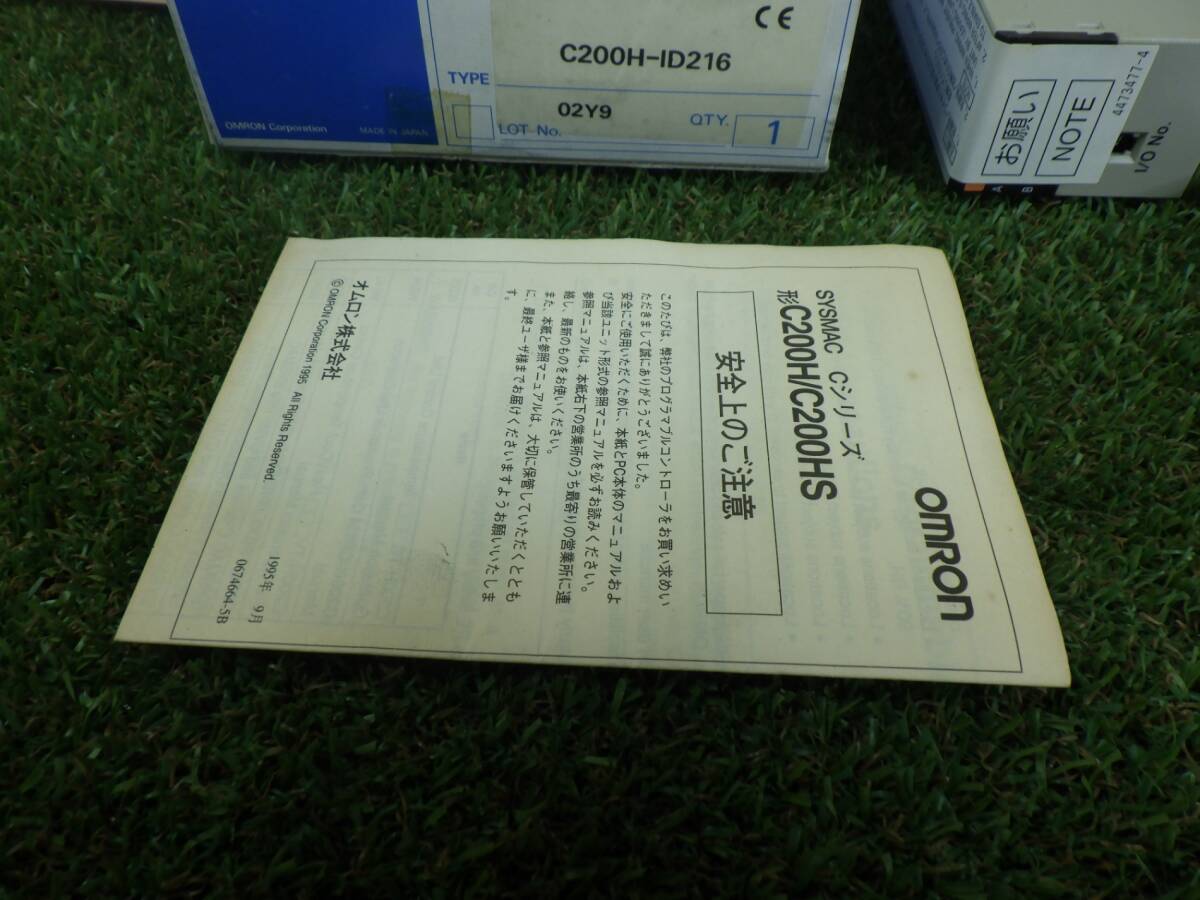 CE
C200H-ID216
TYPE
02Y9
LOT No.
QTY.
1
OMRON Corporation
MADE IN JAPAN
お願い
NOTE
4473477-4
I/O No.
A
B
OMRON
SYSMAC Cシリーズ
形C200H/C200HS
安全上のご注意
このたびは、弊社のプログラマブルコントローラをお買い求めい
ただきまして誠にありがとうございました。
安全にご使用いただくために、本紙とPC本体のマニュアルおよ
び当該ユニット形式の参照マニュアルを必ずお読みください。
参照マニュアルは、本紙右下の営業所のうち最寄りの営業所に連
絡し、最新のものをお使いください。
また、本紙と参照マニュアルは、大切に保管していただくととも
に、最終ユーザ様までお届けくださいますようお願いいたしま
す。
オムロン株式会社
© OMRON Corporation 1995 All Rights Reserved.
1995年 9月
0674664-5B